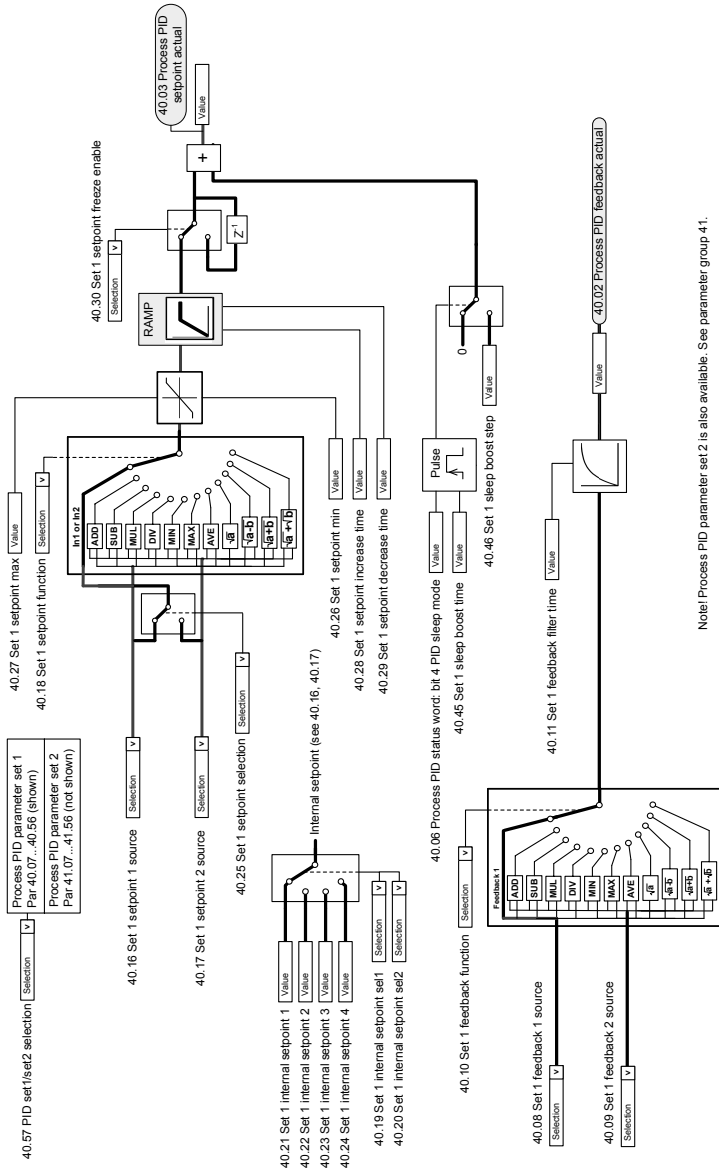 40.57 PID set1/set2 selection
Selection
v
Process PID parameter set 1
Par 40.07...40.56 (shown)
Process PID parameter set 2
Par 41.07...41.56 (not shown)
40.27 Set 1 setpoint max
Value
40.18 Set 1 setpoint function
Selection
v
40.16 Set 1 setpoint 1 source
Selection
v
40.17 Set 1 setpoint 2 source
Selection
v
40.25 Set 1 setpoint selection
Selection
v
In1 or In2
ADD
SUB
MUL
DIV
MIN
MAX
AVE
√a
√a-b
√a+b
√a +√b
RAMP
40.30 Set 1 setpoint freeze enable
Selection
v
Z-1
+
40.03 Process PID
setpoint actual
Value
40.21 Set 1 internal setpoint 1
Value
40.22 Set 1 internal setpoint 2
Value
40.23 Set 1 internal setpoint 3
Value
40.24 Set 1 internal setpoint 4
Value
40.19 Set 1 internal setpoint sel1
Selection
v
40.20 Set 1 internal setpoint sel2
Selection
v
Internal setpoint (see 40.16, 40.17)
40.26 Set 1 setpoint min
Value
40.28 Set 1 setpoint increase time
Value
40.29 Set 1 setpoint decrease time
Value
40.06 Process PID status word: bit 4 PID sleep mode
Value
40.45 Set 1 sleep boost time
Value
Pulse
0
Value
40.46 Set 1 sleep boost step
40.10 Set 1 feedback function
Selection
v
40.08 Set 1 feedback 1 source
Selection
v
40.09 Set 1 feedback 2 source
Selection
v
Feedback 1
ADD
SUB
MUL
DIV
MIN
MAX
AVE
√a
√a-b
√a+b
√a +√b
40.11 Set 1 feedback filter time
Value
Value
40.02 Process PID feedback actual
Note! Process PID parameter set 2 is also available. See parameter group 41.